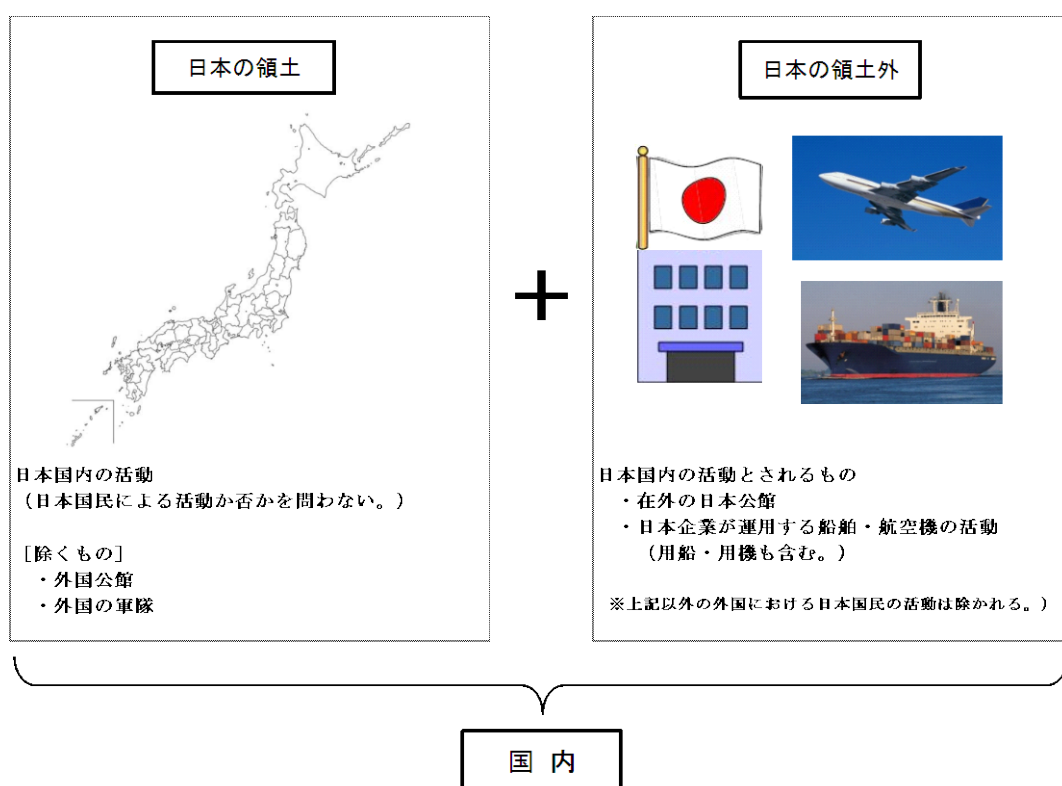 日本の領土
日本国内の活動
（日本国民による活動か否かを問わない。）
［除くもの］
・外国公館
・外国の軍隊
＋
日本の領土外
日本国内の活動とされるもの
・在外の日本公館
・日本企業が運用する船舶・航空機の活動
（用船・用機も含む。）
※上記以外の外国における日本国民の活動は除かれる。）
国 内